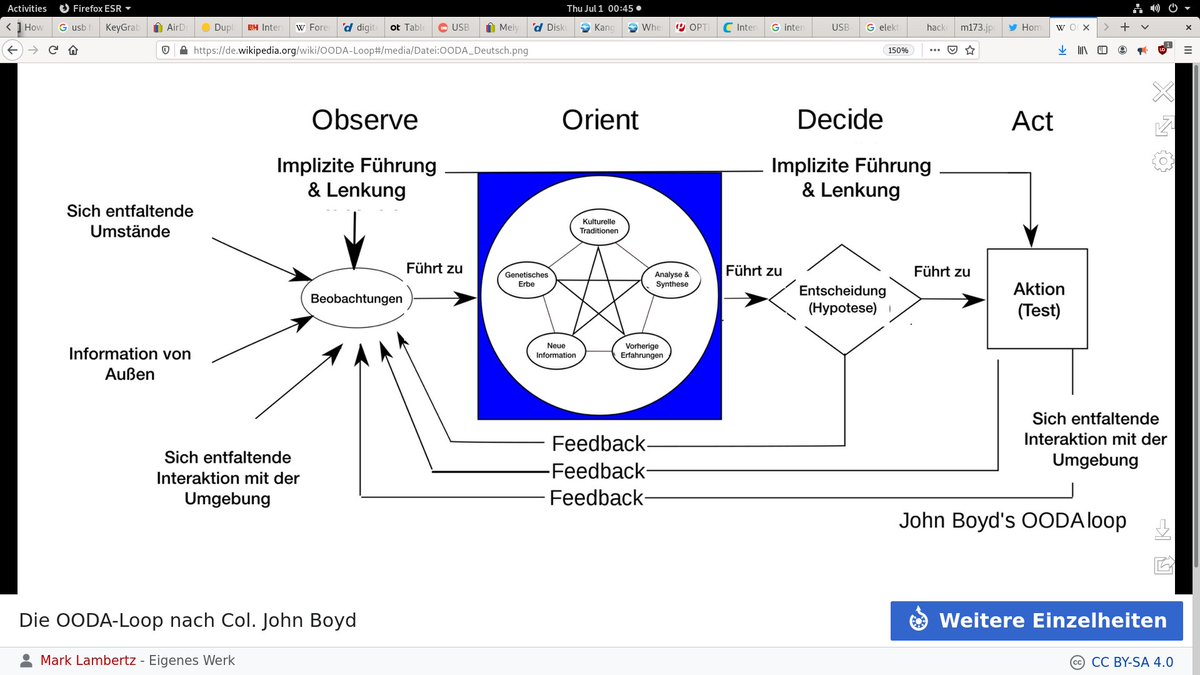 Activities
Firefox ESR
Thu Jul 1 00:45
How
usb f
KeyGrab
AirD
Dupl
Inter
Fore
digit
Table
USB
Meiy
Disk
Kang
Whe
OPTI
Inter
inten
USB
elekt
hack
m173.jp
Hom
O
https://de.wikipedia.org/wiki/OODA-Loop#/media/Datei:OODA_Deutsch.png
150%
Observe
Orient
Decide
Act
Implizite Führung
& Lenkung
Implizite Führung
& Lenkung
Sich entfaltende
Umstände
Kulturelle
Traditionen
Führt zu
Genetisches
Erbe
Analyse &
Synthese
Führt zu
Führt zu
Beobachtungen
Entscheidung
(Hypotese)
Aktion
(Test)
Information von
Außen
Neue
Information
Vorherige
Erfahrungen
Sich entfaltende
Interaktion mit der
Umgebung
Sich entfaltende
Interaktion mit der
Umgebung
Feedback
Feedback
Feedback
John Boyd's OODA loop
Die OODA-Loop nach Col. John Boyd
Weitere Einzelheiten
Mark Lambertz - Eigenes Werk
CC BY-SA 4.0